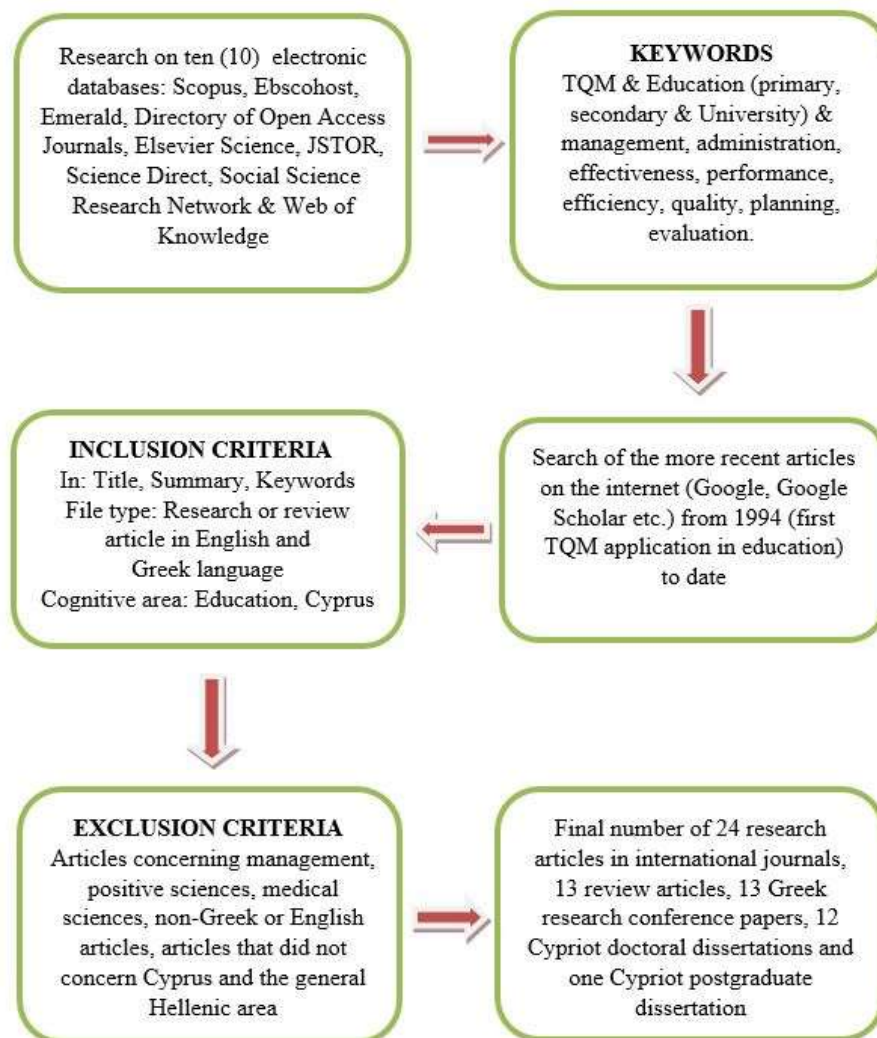 Research on ten (10) electronic
databases: Scopus, Ebscohost,
Emerald, Directory of Open Access
Journals, Elsevier Science, JSTOR,
Science Direct, Social Science
Research Network & Web of
Knowledge
KEYWORDS
TQM & Education (primary,
secondary & University) &
management, administration,
effectiveness, performance,
efficiency, quality, planning,
evaluation.
Search of the more recent articles
on the internet (Google, Google
Scholar etc.) from 1994 (first
TQM application in education)
to date
INCLUSION CRITERIA
In: Title, Summary, Keywords
File type: Research or review
article in English and
Greek language
Cognitive area: Education, Cyprus
EXCLUSION CRITERIA
Articles concerning management,
positive sciences, medical
sciences, non-Greek or English
articles, articles that did not
concern Cyprus and the general
Hellenic area
Final number of 24 research
articles in international journals,
13 review articles, 13 Greek
research conference papers, 12
Cypriot doctoral dissertations and
one Cypriot postgraduate
dissertation